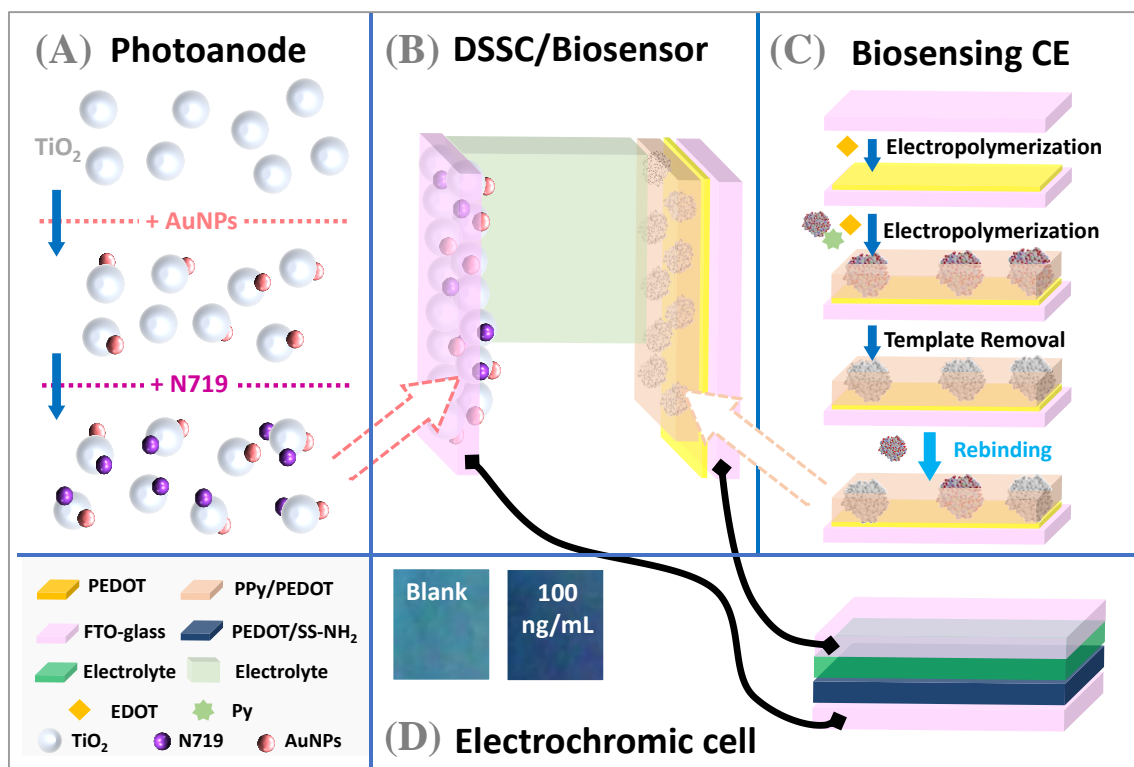 (A) Photoanode
TiO₂
+ AuNPs
+ N719
(B) DSSC/Biosensor
(C) Biosensing CE
Electropolymerization
Electropolymerization
Template Removal
Rebinding
PEDOT
PPy/PEDOT
FTO-glass
PEDOT/SS-NH₂
Electrolyte
Electrolyte
EDOT
Py
TiO₂
N719
AuNPs
Blank
100
ng/mL
(D) Electrochromic cell